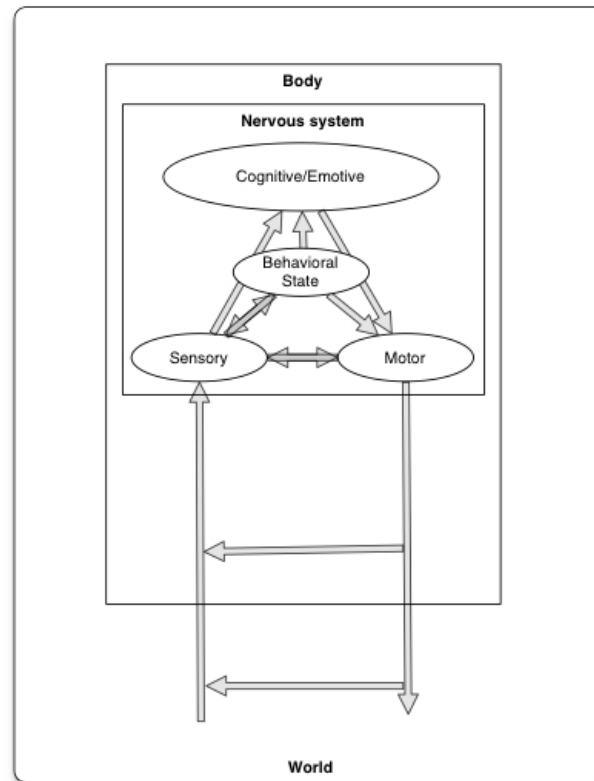 Body
Nervous system
Cognitive/Emotive
Behavioral
State
Sensory
Motor
World